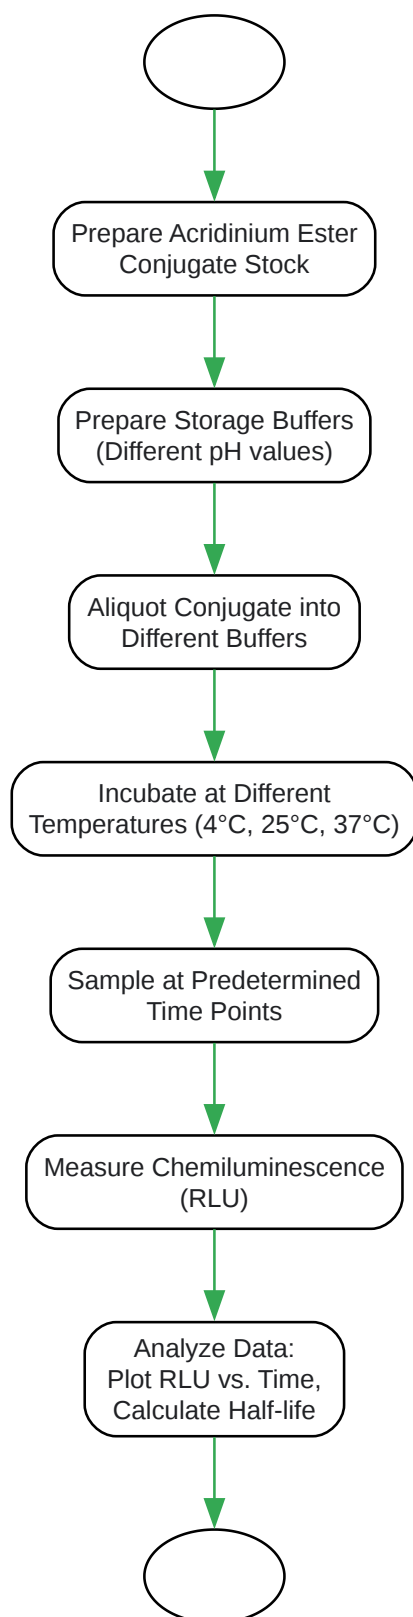 Prepare Acridinium Ester
Conjugate Stock
Prepare Storage Buffers
(Different pH values)
Aliquot Conjugate into
Different Buffers
Incubate at Different
Temperatures (4°C, 25°C, 37°C)
Sample at Predetermined
Time Points
Measure Chemiluminescence
(RLU)
Analyze Data:
Plot RLU vs. Time,
Calculate Half-life